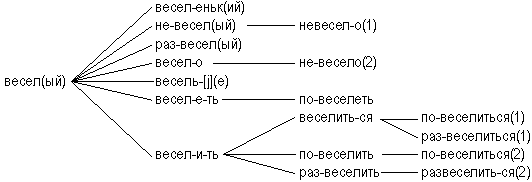 весел-еньк(ий)
не-весел(ый) невесел-о(1)
раз-весел(ый)
весел-о не-весело(2)
весел(ый) весель-[j](е)
весел-е-ть по-веселеть
веселить-ся по-веселиться(1)
раз-веселиться(1)
весел-и-ть по-веселить по-веселиться(2)
раз-веселить развеселить-ся(2)